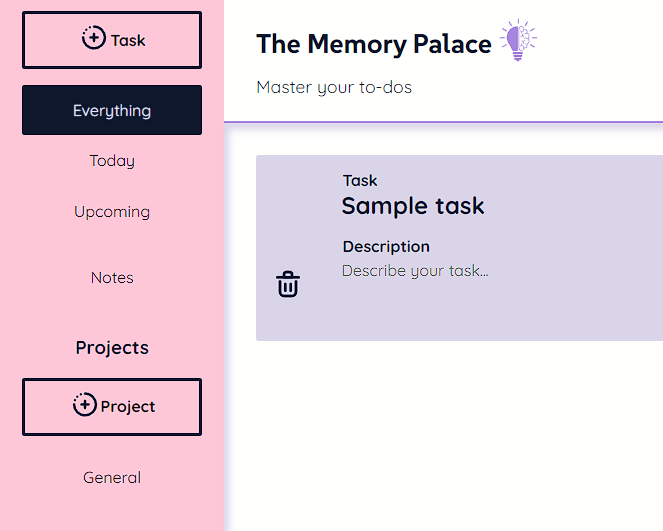 Task
Everything
Today
Upcoming
Notes
Projects
Project
General
The Memory Palace
Master your to-dos
Task
Sample task
Description
Describe your task...